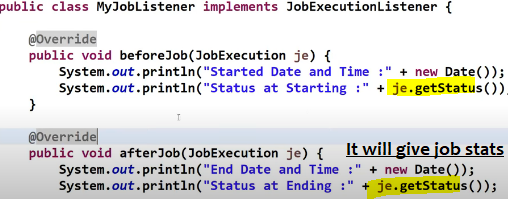 public class MyJobListener implements JobExecutionListener {
@Override
public void beforeJob(JobExecution je) {
System.out.println("Started Date and Time :" + new Date());
System.out.println("Status at Starting :" + je.getStatus())
}
@Override
It will give job stats
public void afterJob(JobExecution je) {
System.out.println("End Date and Time :" + new Date());
System.out.println("Status at Ending :" + je.getStatus());